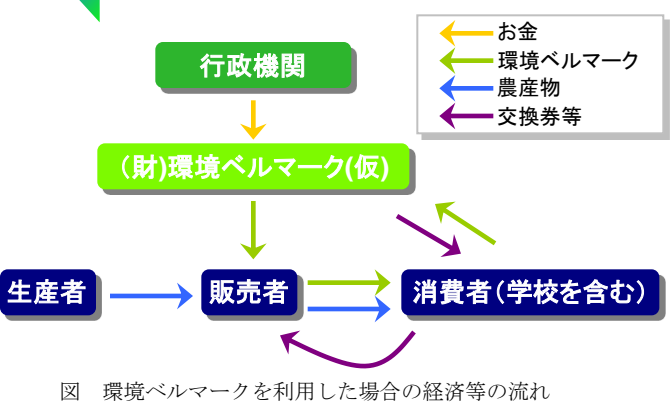 お金
環境ベルマーク
農産物
交換券等
行政機関
（財)環境ベルマーク(仮)
生産者
販売者
消費者（学校を含む）
図　環境ベルマークを利用した場合の経済等の流れ